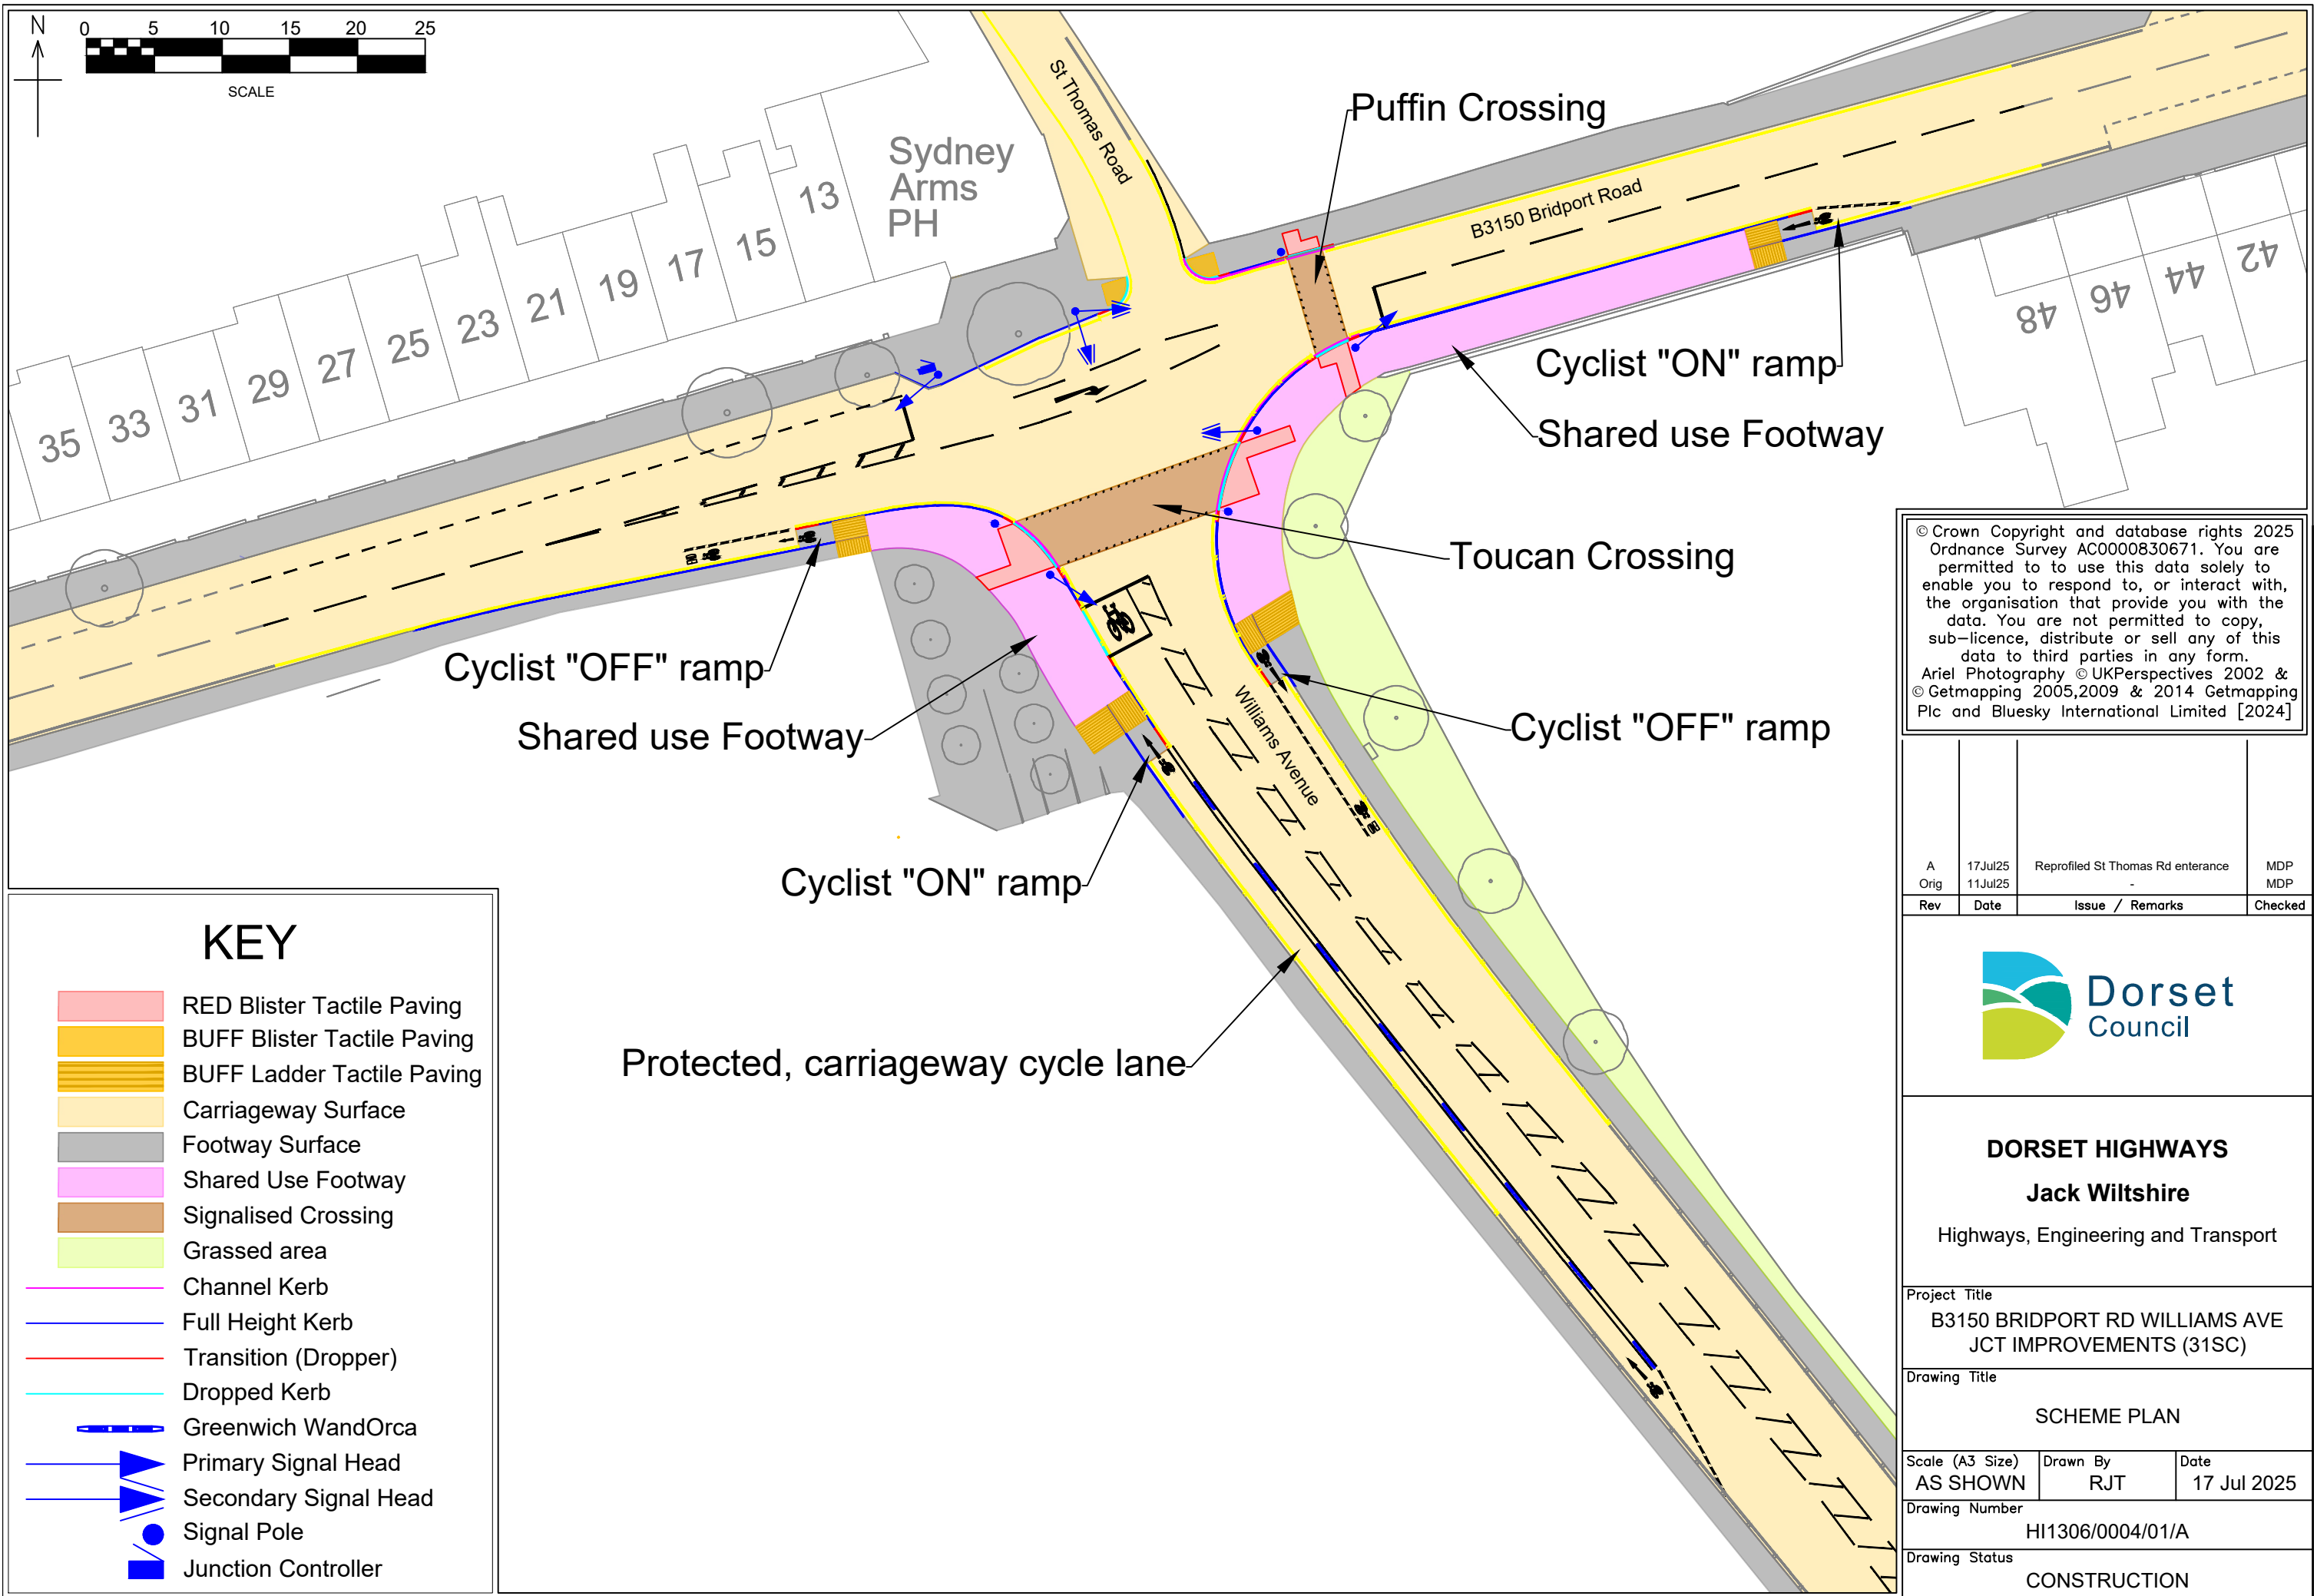 N
0 5 10 15 20 25
SCALE
St Thomas Road
Puffin Crossing
Sydney
Arms
PH
B3150 Bridport Road
13
15
17
19
21
23
25
27
29
31
33
35
42
44
46
48
Cyclist "ON" ramp
Shared use Footway
Toucan Crossing
Cyclist "OFF" ramp
Williams Avenue
Shared use Footway
Cyclist "OFF" ramp
Cyclist "ON" ramp
Protected, carriageway cycle lane
KEY
RED Blister Tactile Paving
BUFF Blister Tactile Paving
BUFF Ladder Tactile Paving
Carriageway Surface
Footway Surface
Shared Use Footway
Signalised Crossing
Grassed area
Channel Kerb
Full Height Kerb
Transition (Dropper)
Dropped Kerb
Greenwich WandOrca
Primary Signal Head
Secondary Signal Head
Signal Pole
Junction Controller
© Crown Copyright and database rights 2025
Ordnance Survey AC0000830671. You are
permitted to to use this data solely to
enable you to respond to, or interact with,
the organisation that provide you with the
data. You are not permitted to copy,
sub-licence, distribute or sell any of this
data to third parties in any form.
Ariel Photography © UKPerspectives 2002 &
© Getmapping 2005,2009 & 2014 Getmapping
Plc and Bluesky International Limited [2024]
A 17Jul25 Reprofiled St Thomas Rd enterance MDP
Orig 11Jul25 - MDP
Rev Date Issue / Remarks Checked
Dorset
Council
DORSET HIGHWAYS
Jack Wiltshire
Highways, Engineering and Transport
Project Title
B3150 BRIDPORT RD WILLIAMS AVE
JCT IMPROVEMENTS (31SC)
Drawing Title
SCHEME PLAN
Scale (A3 Size) Drawn By Date
AS SHOWN RJT 17 Jul 2025
Drawing Number
HI1306/0004/01/A
Drawing Status
CONSTRUCTION